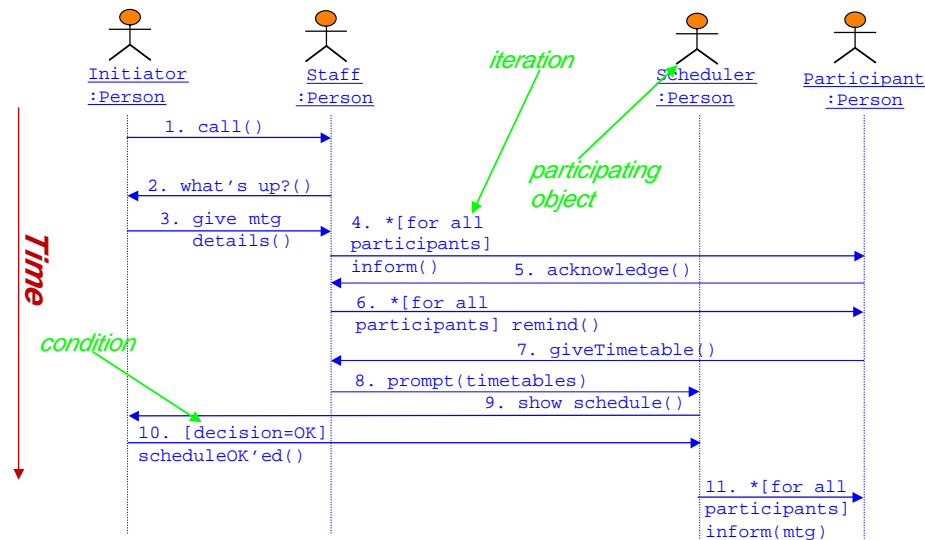 Initiator
:Person
Staff
:Person
iteration
Scheduler
:Person
Participant
:Person
1. call()
participating
object
2. what's up?()
3. give mtg
details()
4. *[for all
participants]
inform()
5. acknowledge()
Time
6. *[for all
participants] remind()
condition
7. giveTimetable()
8. prompt(timetables)
9. show schedule()
10. [decision=OK]
scheduleOK'ed()
11. *[for all
participants]
inform(mtg)